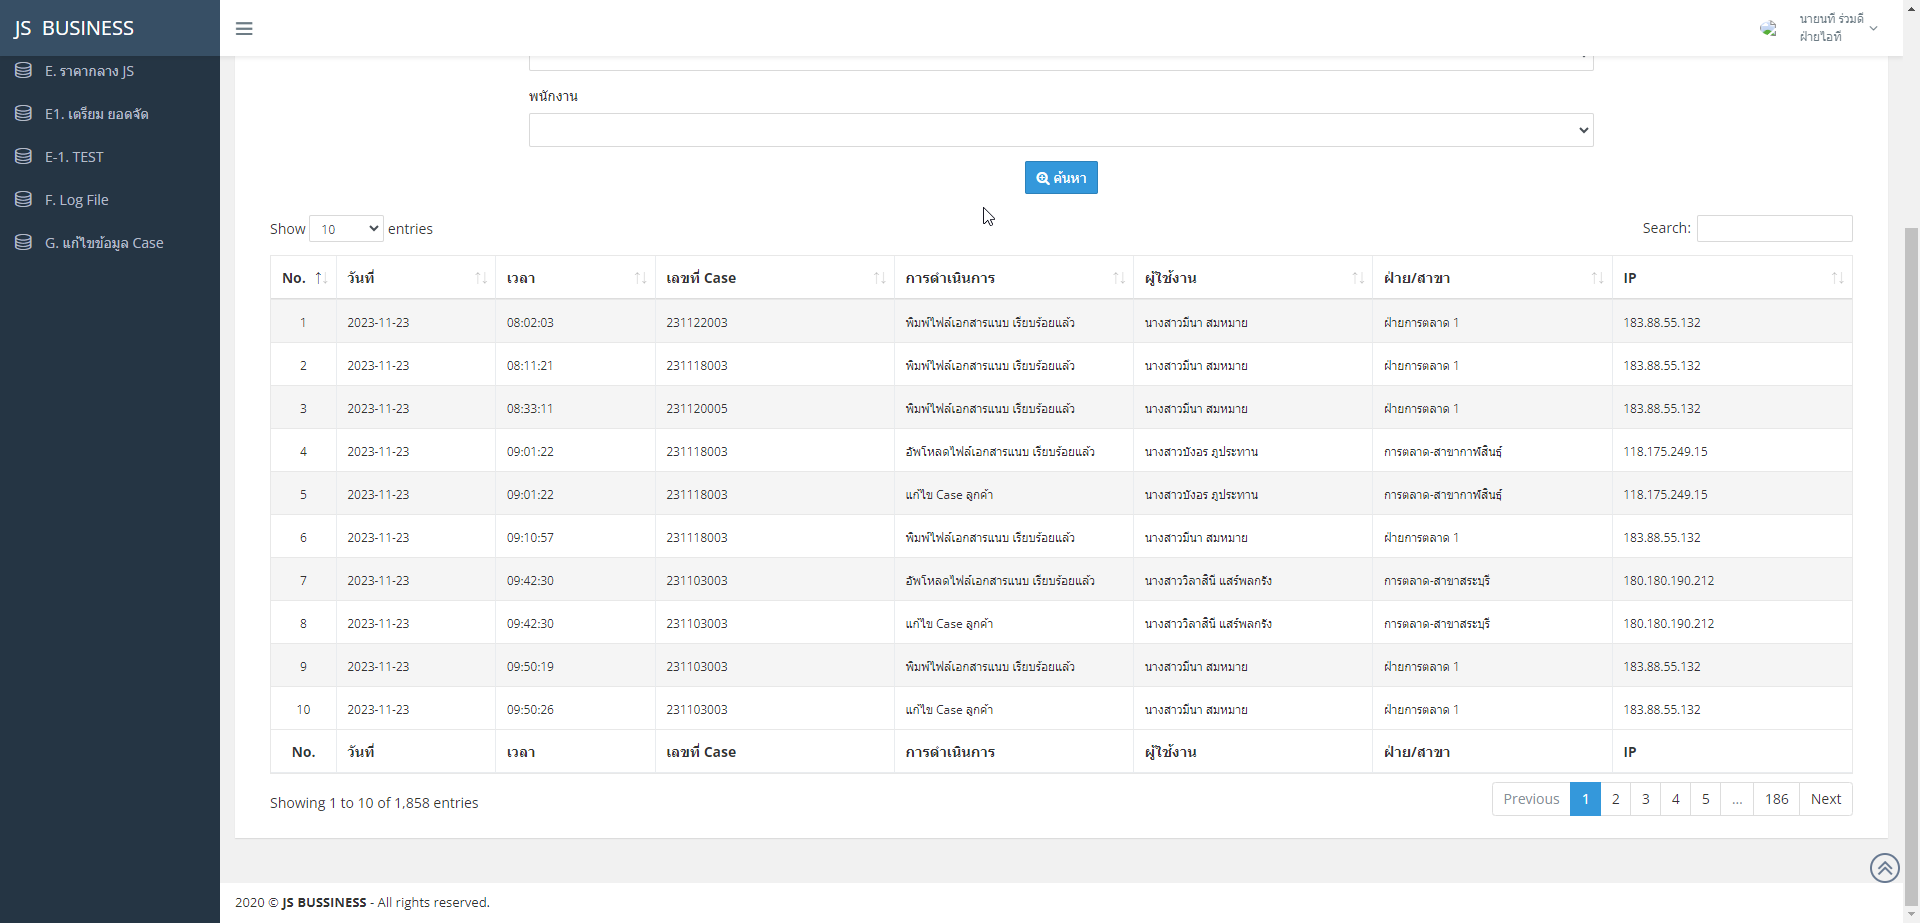 JS BUSINESS
นายนที ร่วมดี
ฝ่ายไอที
E. ราคากลาง JS
E1. เตรียม ยอดจัด
E-1. TEST
F. Log File
G. แก้ไขข้อมูล Case
พนักงาน
ค้นหา
Show 10 entries
Search:
No. วันที่ เวลา เลขที่ Case การดำเนินการ ผู้ใช้งาน ฝ่าย/สาขา IP
1 2023-11-23 08:02:03 231122003 พิมพ์ไฟล์เอกสารแนบ เรียบร้อยแล้ว นางสาวมีนา สมหมาย ฝ่ายการตลาด 1 183.88.55.132
2 2023-11-23 08:11:21 231118003 พิมพ์ไฟล์เอกสารแนบ เรียบร้อยแล้ว นางสาวมีนา สมหมาย ฝ่ายการตลาด 1 183.88.55.132
3 2023-11-23 08:33:11 231120005 พิมพ์ไฟล์เอกสารแนบ เรียบร้อยแล้ว นางสาวมีนา สมหมาย ฝ่ายการตลาด 1 183.88.55.132
4 2023-11-23 09:01:22 231118003 อัพโหลดไฟล์เอกสารแนบ เรียบร้อยแล้ว นางสาวบังอร ภูประทาน การตลาด-สาขากาฬสินธุ์ 118.175.249.15
5 2023-11-23 09:01:22 231118003 แก้ไข Case ลูกค้า นางสาวบังอร ภูประทาน การตลาด-สาขากาฬสินธุ์ 118.175.249.15
6 2023-11-23 09:10:57 231118003 พิมพ์ไฟล์เอกสารแนบ เรียบร้อยแล้ว นางสาวมีนา สมหมาย ฝ่ายการตลาด 1 183.88.55.132
7 2023-11-23 09:42:30 231103003 อัพโหลดไฟล์เอกสารแนบ เรียบร้อยแล้ว นางสาววิลาสินี แสร์พลกรัง การตลาด-สาขาสระบุรี 180.180.190.212
8 2023-11-23 09:42:30 231103003 แก้ไข Case ลูกค้า นางสาววิลาสินี แสร์พลกรัง การตลาด-สาขาสระบุรี 180.180.190.212
9 2023-11-23 09:50:19 231103003 พิมพ์ไฟล์เอกสารแนบ เรียบร้อยแล้ว นางสาวมีนา สมหมาย ฝ่ายการตลาด 1 183.88.55.132
10 2023-11-23 09:50:26 231103003 แก้ไข Case ลูกค้า นางสาวมีนา สมหมาย ฝ่ายการตลาด 1 183.88.55.132
No. วันที่ เวลา เลขที่ Case การดำเนินการ ผู้ใช้งาน ฝ่าย/สาขา IP
Showing 1 to 10 of 1,858 entries
Previous 1 2 3 4 5 ... 186 Next
2020 © JS BUSSINESS - All rights reserved.